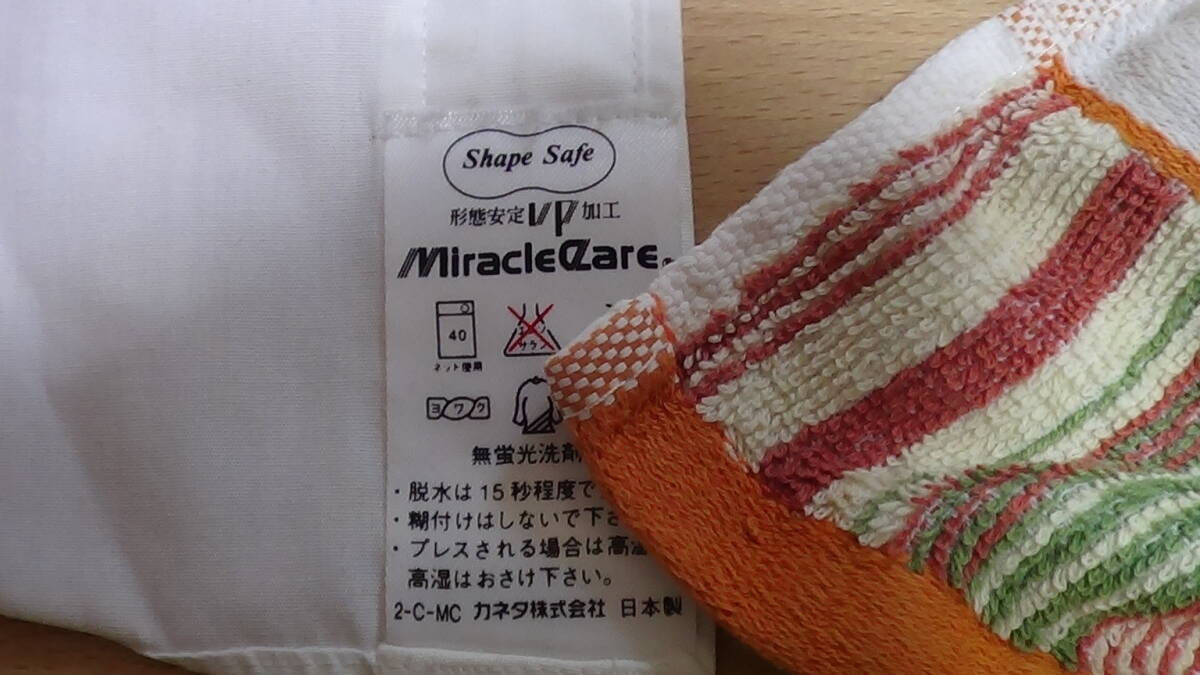 Shape Safe
形態安定VP加工
MiracleCare
40
ネット使用
サラシ
ヨワク
無蛍光洗剤
・脱水は15秒程度で
・糊付けはしないで下さ
・プレスされる場合は高温
高湿はおさけ下さい。
2-C-MC カネタ株式会社 日本製